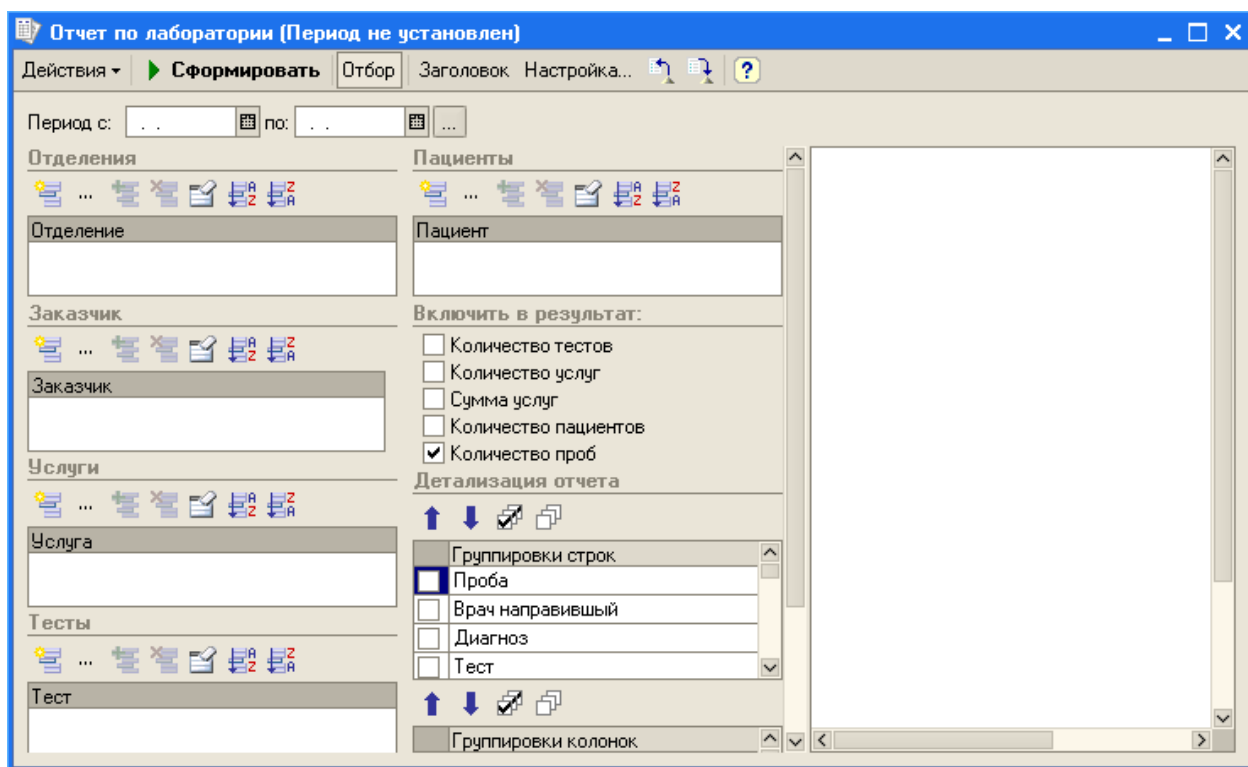 Отчет по лаборатории (Период не установлен)
Действия Сформировать Отбор Заголовок Настройка... ?
Период с: . . по: . . ...
Отделения
...
Отделение
Заказчик
...
Заказчик
Услуги
...
Услуга
Тесты
...
Тест
Пациенты
...
Пациент
Включить в результат:
Количество тестов
Количество услуг
Сумма услуг
Количество пациентов
Количество проб
Детализация отчета
Группировки строк
Проба
Врач направившый
Диагноз
Тест
Группировки колонок